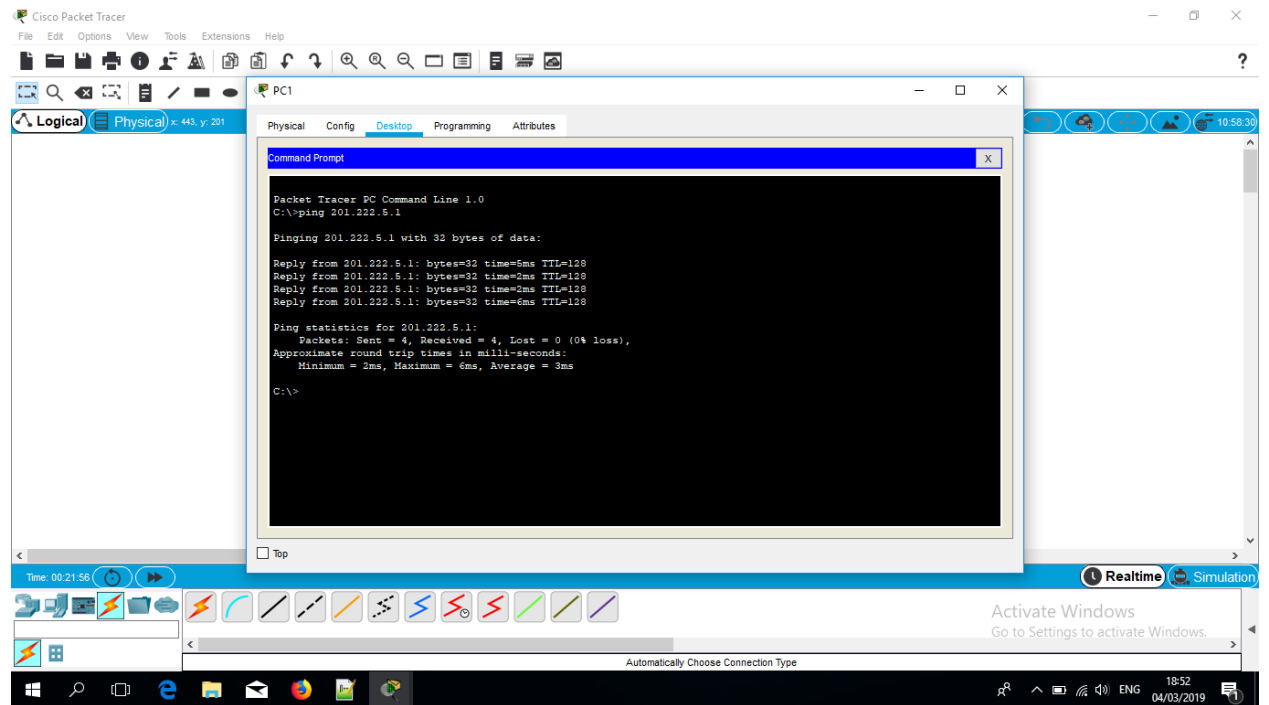 Cisco Packet Tracer
File Edit Options View Tools Extensions Help
?
PC1
Logical Physical x: 443, y: 201
10:58:30
Physical Config Desktop Programming Attributes
Command Prompt
X
Packet Tracer PC Command Line 1.0
C:\>ping 201.222.5.1
Pinging 201.222.5.1 with 32 bytes of data:
Reply from 201.222.5.1: bytes=32 time=5ms TTL=128
Reply from 201.222.5.1: bytes=32 time=2ms TTL=128
Reply from 201.222.5.1: bytes=32 time=2ms TTL=128
Reply from 201.222.5.1: bytes=32 time=6ms TTL=128
Ping statistics for 201.222.5.1:
Packets: Sent = 4, Received = 4, Lost = 0 (0% loss),
Approximate round trip times in milli-seconds:
Minimum = 2ms, Maximum = 6ms, Average = 3ms
C:\>
Top
Time: 00:21:56
Realtime Simulation
Activate Windows
Go to Settings to activate Windows.
Automatically Choose Connection Type
ENG
18:52
04/03/2019